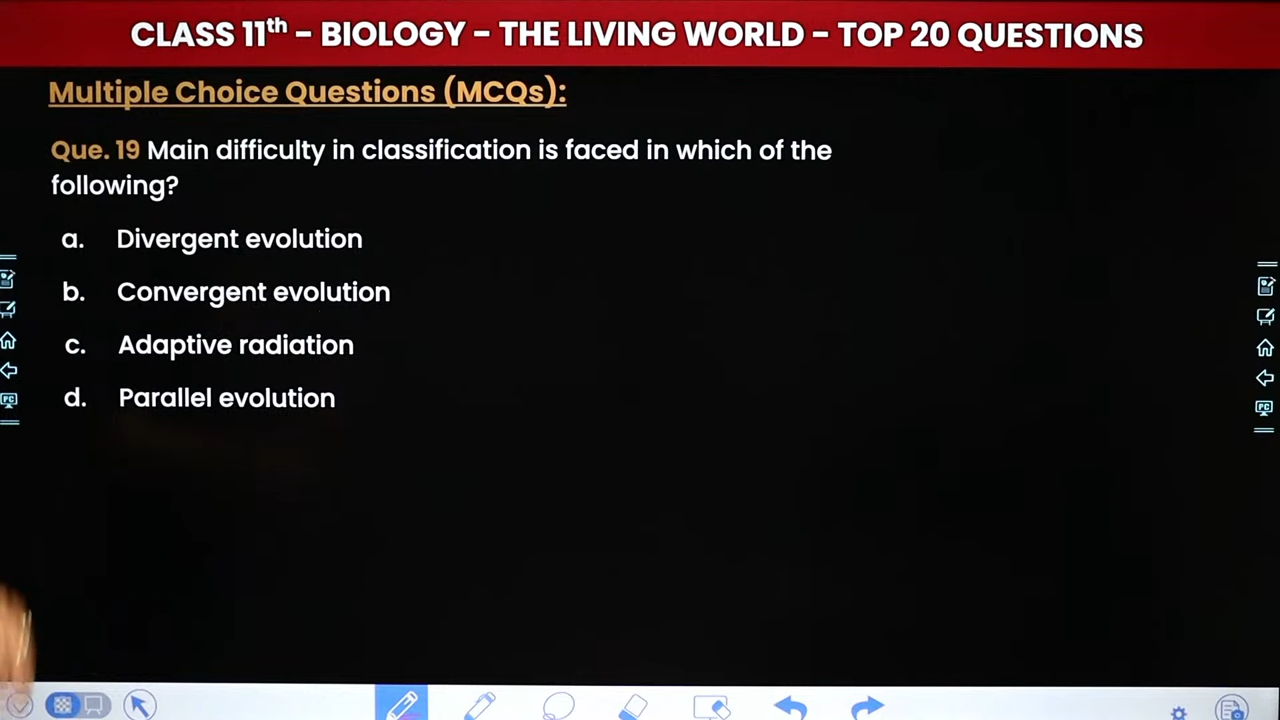 CLASS 11th – BIOLOGY – THE LIVING WORLD – TOP 20 QUESTIONS
Multiple Choice Questions (MCQs):
Que. 19 Main difficulty in classification is faced in which of the
following?
a. Divergent evolution
b. Convergent evolution
c. Adaptive radiation
d. Parallel evolution